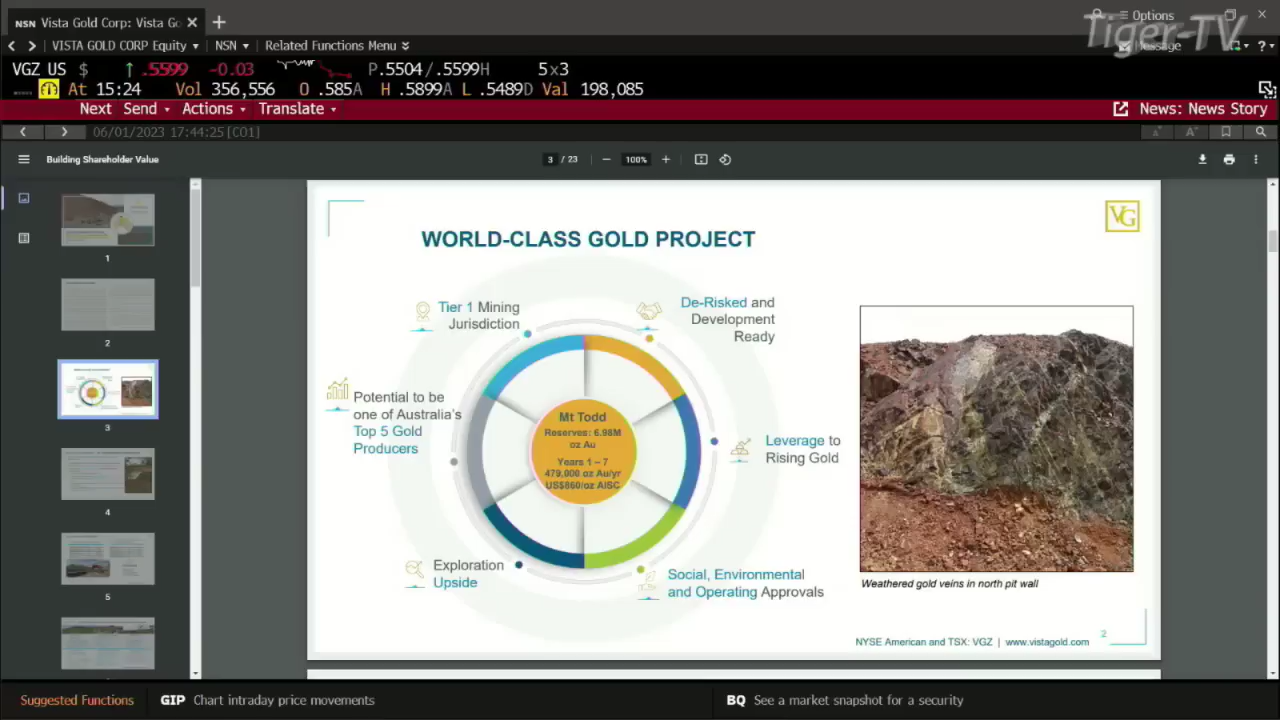 NSN Vista Gold Corp: Vista Go
Options
Tiger-TV
VISTA GOLD CORP Equity
NSN
Related Functions Menu
Message
?
VGZ US $ ↑ .5599 -0.03 P.5504/.5599H 5x3
At 15:24 Vol 356,556 O .585A H .5899A L .5489D Val 198,085
Next Send Actions Translate
News: News Story
06/01/2023 17:44:25[CO1]
Building Shareholder Value
3 / 23
100%
1
2
3
4
5
VG
WORLD-CLASS GOLD PROJECT
Tier 1 Mining
Jurisdiction
De-Risked and
Development
Ready
Potential to be
one of Australia's
Top 5 Gold
Producers
Mt Todd
Reserves: 6.98M
oz Au
Years 1 – 7
479,000 oz Au/yr
US$860/oz AISC
Leverage to
Rising Gold
Exploration
Upside
Social, Environmental
and Operating Approvals
Weathered gold veins in north pit wall
NYSE American and TSX: VGZ | www.vistagold.com
2
Suggested Functions
GIP Chart intraday price movements
BQ See a market snapshot for a security